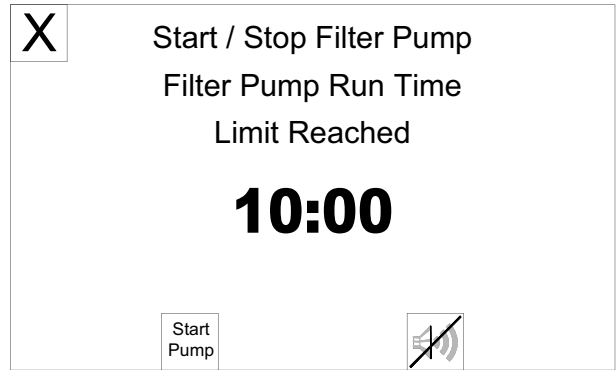 X
Start / Stop Filter Pump
Filter Pump Run Time
Limit Reached
10:00
Start
Pump